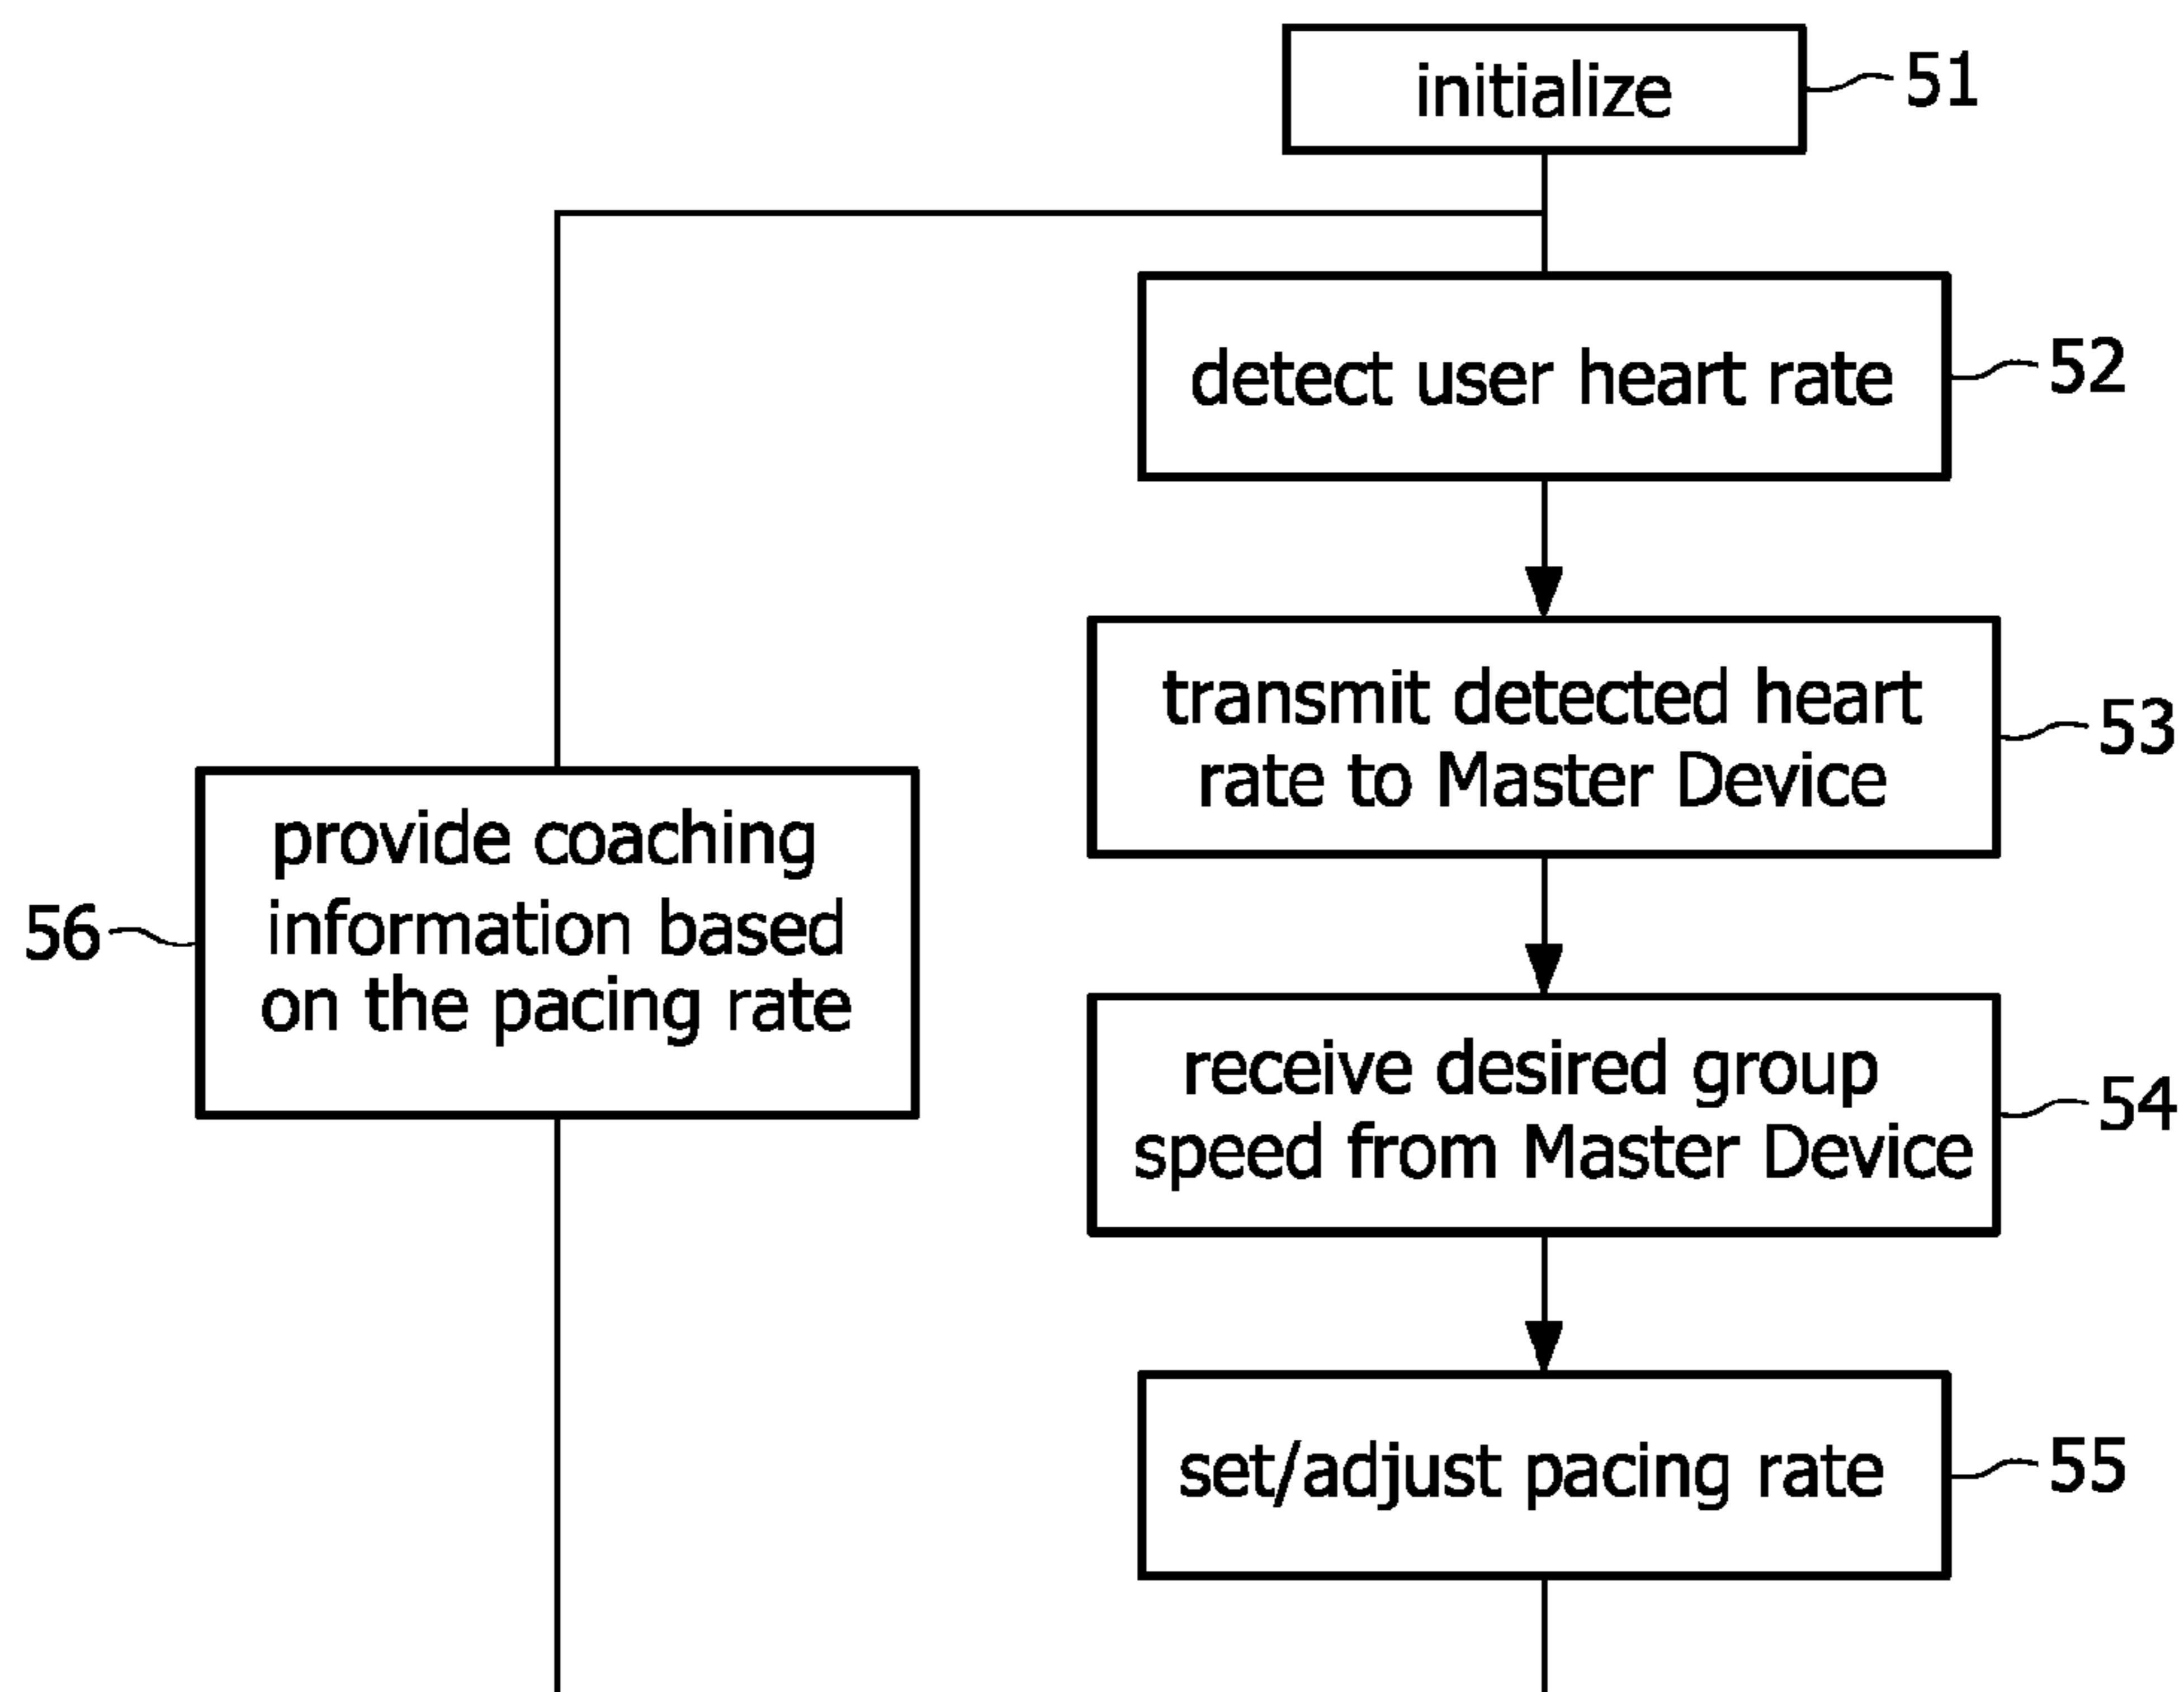 initialize
51
detect user heart rate
52
transmit detected heart
rate to Master Device
53
provide coaching
information based
on the pacing rate
56
receive desired group
speed from Master Device
54
set/adjust pacing rate
55